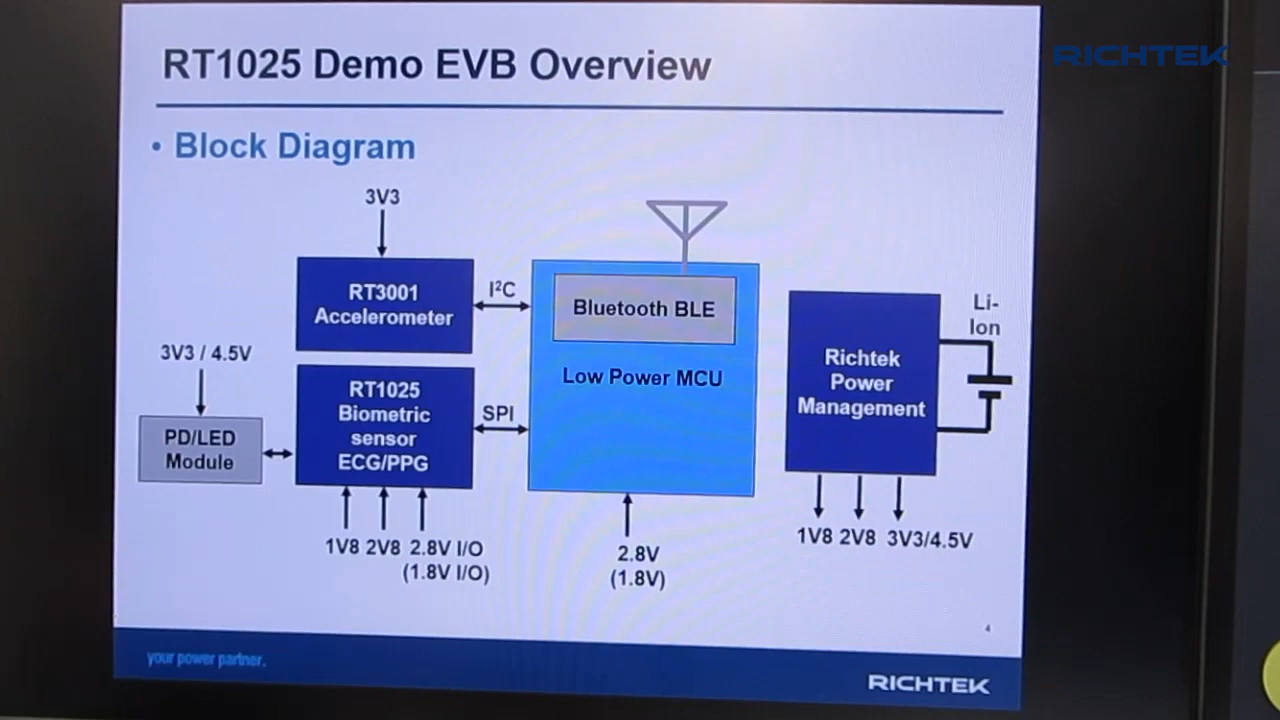 RICHTEK
RT1025 Demo EVB Overview
• Block Diagram
3V3
RT3001
Accelerometer
I²C
Bluetooth BLE
Low Power MCU
3V3 / 4.5V
PD/LED
Module
RT1025
Biometric
sensor
ECG/PPG
SPI
1V8 2V8 2.8V I/O
(1.8V I/O)
2.8V
(1.8V)
Richtek
Power
Management
Li-
Ion
1V8 2V8 3V3/4.5V
4
your power partner.
RICHTEK